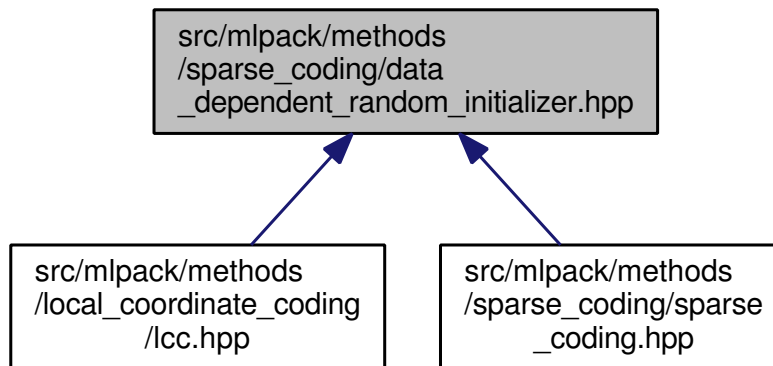 src/mlpack/methods
/sparse_coding/data
_dependent_random_initializer.hpp
src/mlpack/methods
/local_coordinate_coding
/lcc.hpp
src/mlpack/methods
/sparse_coding/sparse
_coding.hpp